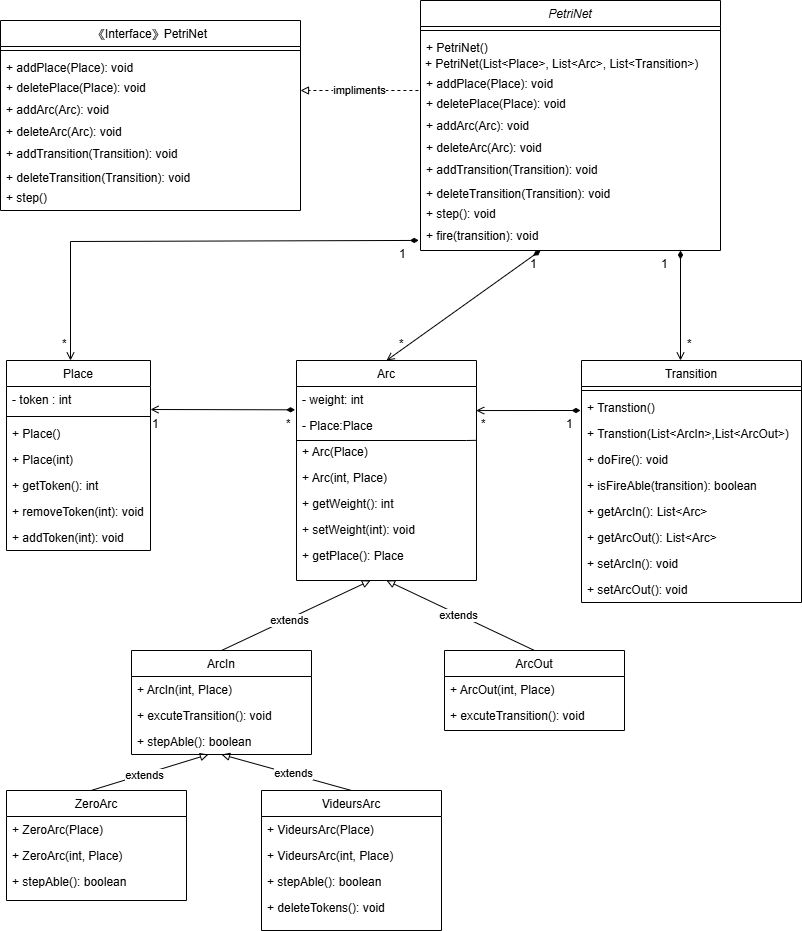 《Interface》PetriNet
+ addPlace(Place): void
+ deletePlace(Place): void
+ addArc(Arc): void
+ deleteArc(Arc): void
+ addTransition(Transition): void
+ deleteTransition(Transition): void
+ step()
impliments
PetriNet
+ PetriNet()
+ PetriNet(List<Place>, List<Arc>, List<Transition>)
+ addPlace(Place): void
+ deletePlace(Place): void
+ addArc(Arc): void
+ deleteArc(Arc): void
+ addTransition(Transition): void
+ deleteTransition(Transition): void
+ step(): void
+ fire(transition): void
1
1
1
*
*
*
Place
- token : int
+ Place()
+ Place(int)
+ getToken(): int
+ removeToken(int): void
+ addToken(int): void
1
*
Arc
- weight: int
- Place:Place
+ Arc(Place)
+ Arc(int, Place)
+ getWeight(): int
+ setWeight(int): void
+ getPlace(): Place
*
1
Transition
+ Transtion()
+ Transtion(List<ArcIn>,List<ArcOut>)
+ doFire(): void
+ isFireAble(transition): boolean
+ getArcIn(): List<Arc>
+ getArcOut(): List<Arc>
+ setArcIn(): void
+ setArcOut(): void
extends
extends
ArcIn
+ ArcIn(int, Place)
+ excuteTransition(): void
+ stepAble(): boolean
ArcOut
+ ArcOut(int, Place)
+ excuteTransition(): void
extends
extends
ZeroArc
+ ZeroArc(Place)
+ ZeroArc(int, Place)
+ stepAble(): boolean
VideursArc
+ VideursArc(Place)
+ VideursArc(int, Place)
+ stepAble(): boolean
+ deleteTokens(): void